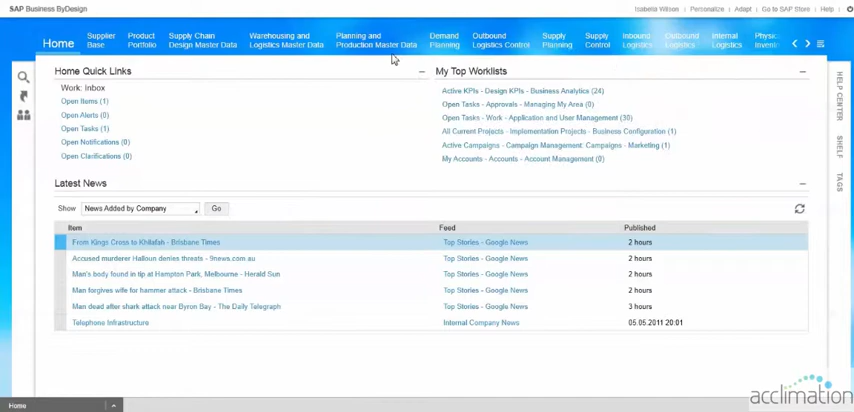 SAP Business ByDesign
Isabella Wilson | Personalize | Adapt | Go to SAP Store | Help |
Home
Supplier
Base
Product
Portfolio
Supply Chain
Design Master Data
Warehousing and
Logistics Master Data
Planning and
Production Master Data
Demand
Planning
Outbound
Logistics Control
Supply
Planning
Supply
Control
Inbound
Logistics
Outbound
Logistics
Internal
Logistics
Home Quick Links
Work: Inbox
Open Items (1)
Open Alerts (0)
Open Tasks (1)
Open Notifications (0)
Open Clarifications (0)
My Top Worklists
Active KPIs - Design KPIs - Business Analytics (24)
Open Tasks - Approvals - Managing My Area (0)
Open Tasks - Work - Application and User Management (30)
All Current Projects - Implementation Projects - Business Configuration (1)
Active Campaigns - Campaign Management: Campaigns - Marketing (1)
My Accounts - Accounts - Account Management (0)
HELP CENTER
SHELF
TAGS
Latest News
Show News Added by Company Go
Item Feed Published
From Kings Cross to Khilafah - Brisbane Times Top Stories - Google News 2 hours
Accused murderer Halloun denies threats - 9news.com.au Top Stories - Google News 2 hours
Man's body found in tip at Hampton Park, Melbourne - Herald Sun Top Stories - Google News 2 hours
Man forgives wife for hammer attack - Brisbane Times Top Stories - Google News 2 hours
Man dead after shark attack near Byron Bay - The Daily Telegraph Top Stories - Google News 3 hours
Telephone Infrastructure Internal Company News 05.05.2011 20:01
Home
acclimation